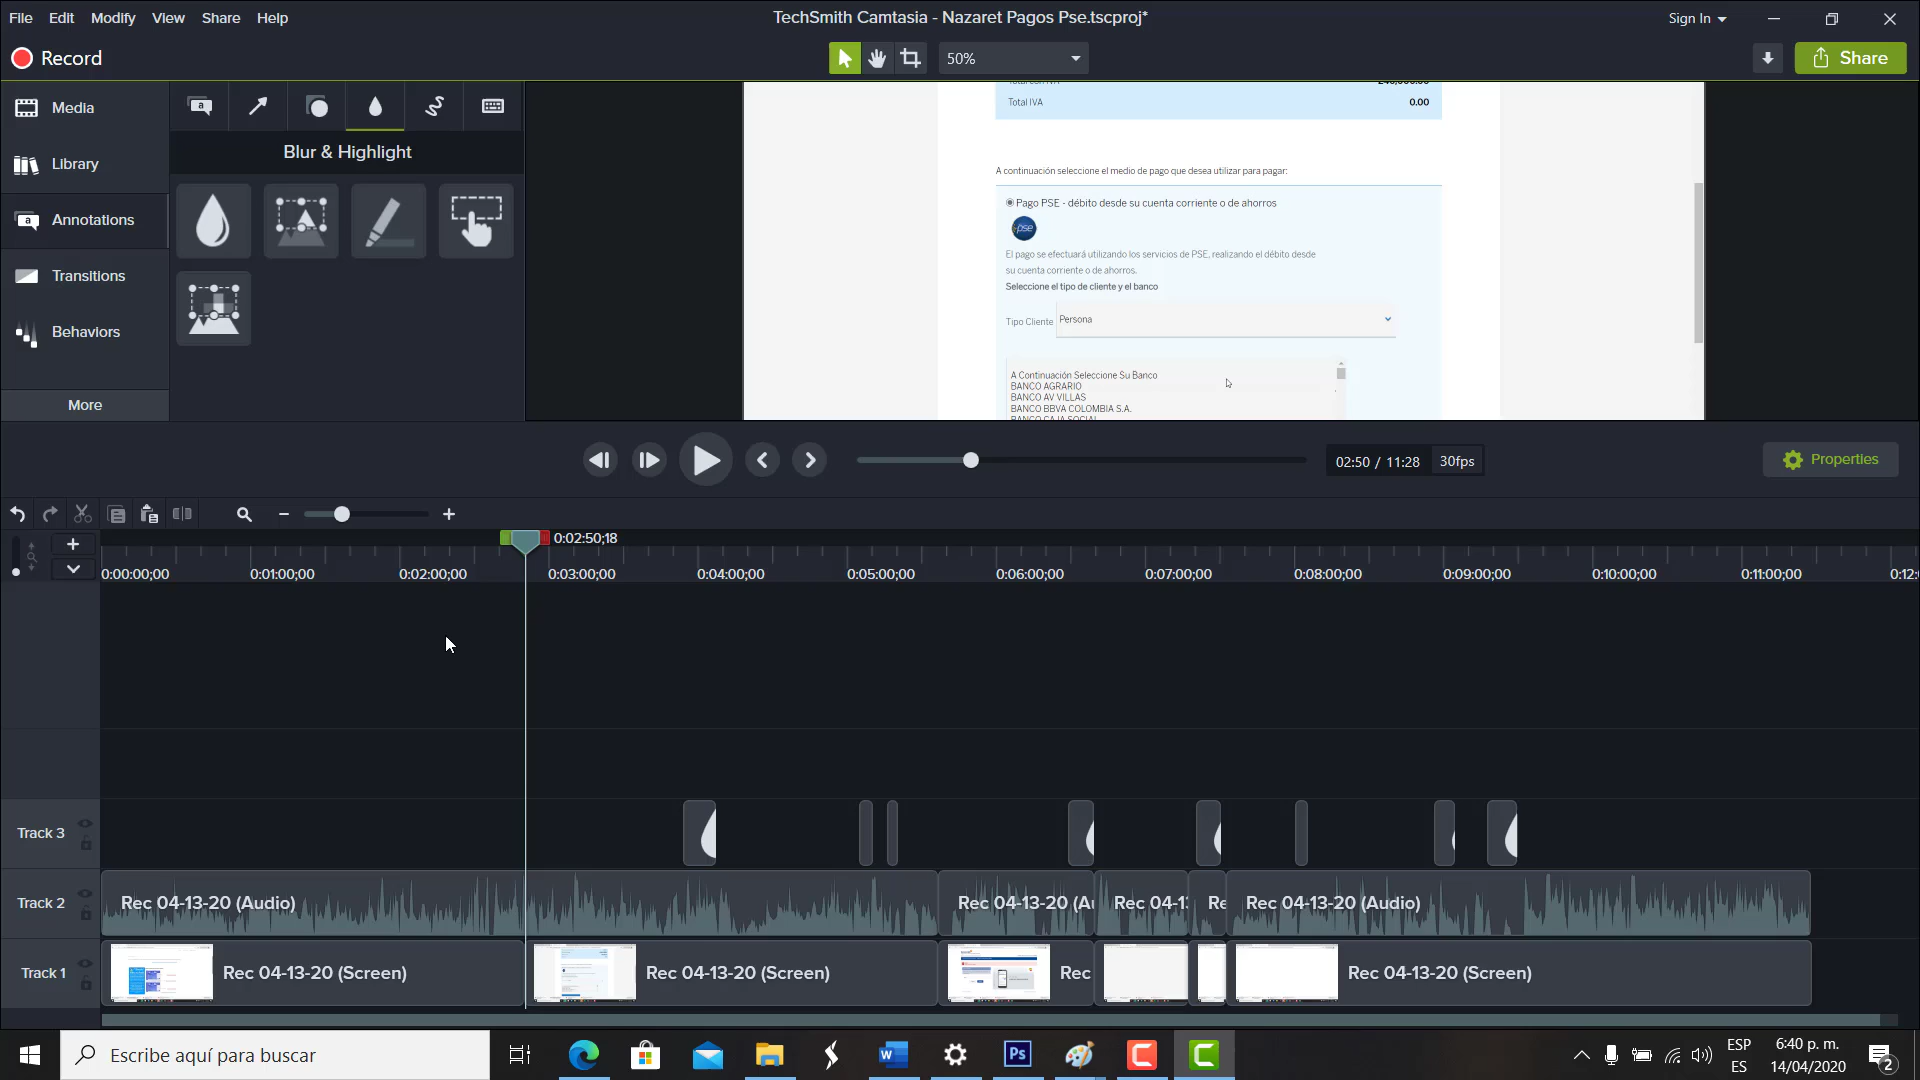 File Edit Modify View Share Help
TechSmith Camtasia - Nazaret Pagos Pse.tscproj*
Sign In
Record
50%
Share
Media
Library
Annotations
Transitions
Behaviors
More
a
Blur & Highlight
Total IVA 0.00
A continuación seleccione el medio de pago que desea utilizar para pagar:
Pago PSE - débito desde su cuenta corriente o de ahorros
pse
El pago se efectuará utilizando los servicios de PSE, realizando el débito desde
su cuenta corriente o de ahorros.
Seleccione el tipo de cliente y el banco
Tipo Cliente Persona
A Continuación Seleccione Su Banco
BANCO AGRARIO
BANCO AV VILLAS
BANCO BBVA COLOMBIA S.A.
BANCO CAJA SOCIAL
02:50 / 11:28 30fps
Properties
0:02:50;18
0:00:00;00 0:01:00;00 0:02:00;00 0:03:00;00 0:04:00;00 0:05:00;00 0:06:00;00 0:07:00;00 0:08:00;00 0:09:00;00 0:10:00;00 0:11:00;00 0:12:
Track 3
Track 2 Rec 04-13-20 (Audio) Rec 04-13-20 (Au Rec 04-1 Re Rec 04-13-20 (Audio)
Track 1 Rec 04-13-20 (Screen) Rec 04-13-20 (Screen) Rec Rec 04-13-20 (Screen)
Escribe aquí para buscar
W
Ps
C
C
ESP
ES
6:40 p. m.
14/04/2020
2